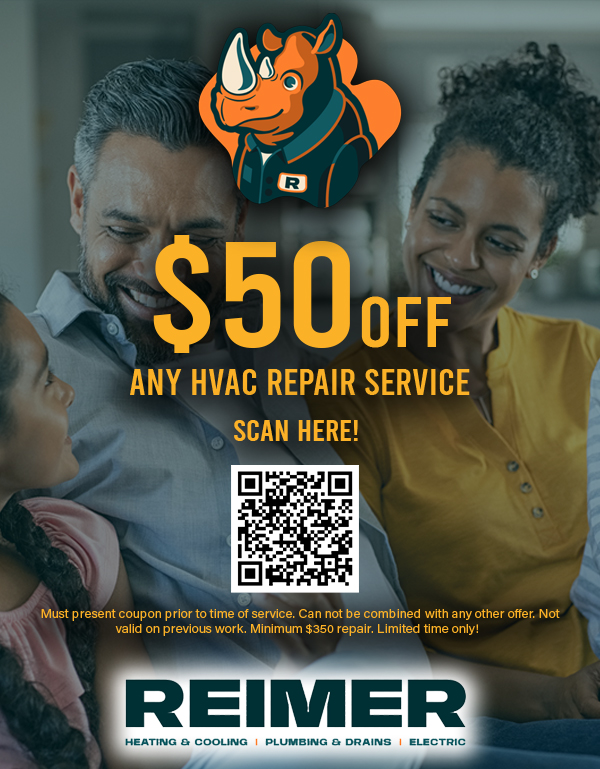 R
$50 OFF
ANY HVAC REPAIR SERVICE
SCAN HERE!
Must present coupon prior to time of service. Can not be combined with any other offer. Not
valid on previous work. Minimum $350 repair. Limited time only!
REIMER
HEATING & COOLING | PLUMBING & DRAINS | ELECTRIC